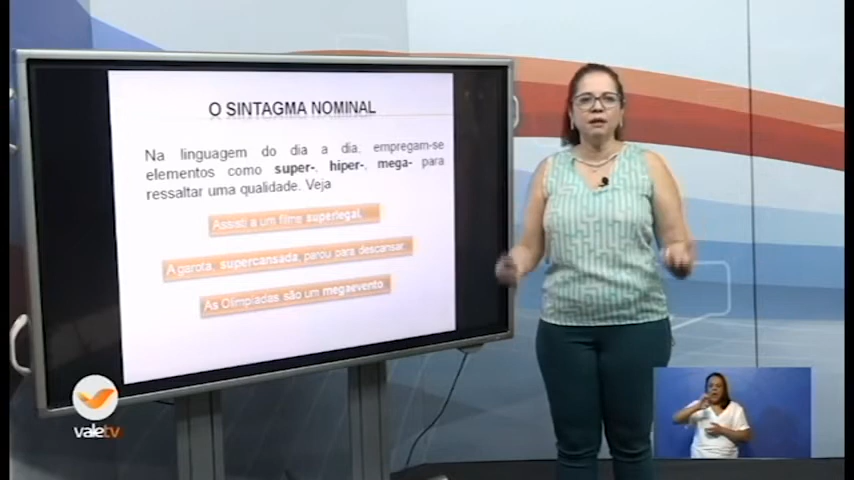 O SINTAGMA NOMINAL
Na linguagem do dia a dia, empregam-se
elementos como super-, hiper-, mega- para
ressaltar uma qualidade. Veja
Assisti a um filme superlegal.
A garota, supercansada, parou para descansar.
As Olimpíadas são um megaevento
valetv